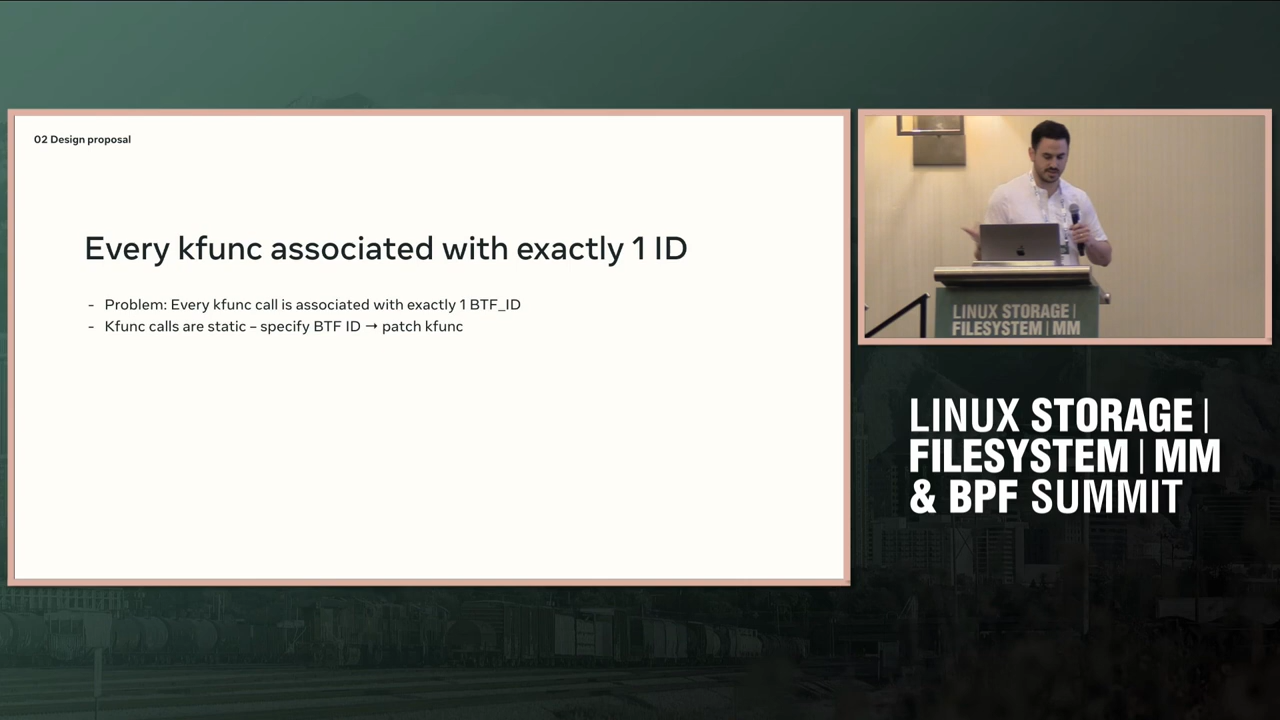 02 Design proposal
Every kfunc associated with exactly 1 ID
- Problem: Every kfunc call is associated with exactly 1 BTF_ID
- Kfunc calls are static – specify BTF ID → patch kfunc
LINUX STORAGE |
FILESYSTEM | MM
LINUX STORAGE |
FILESYSTEM | MM
& BPF SUMMIT